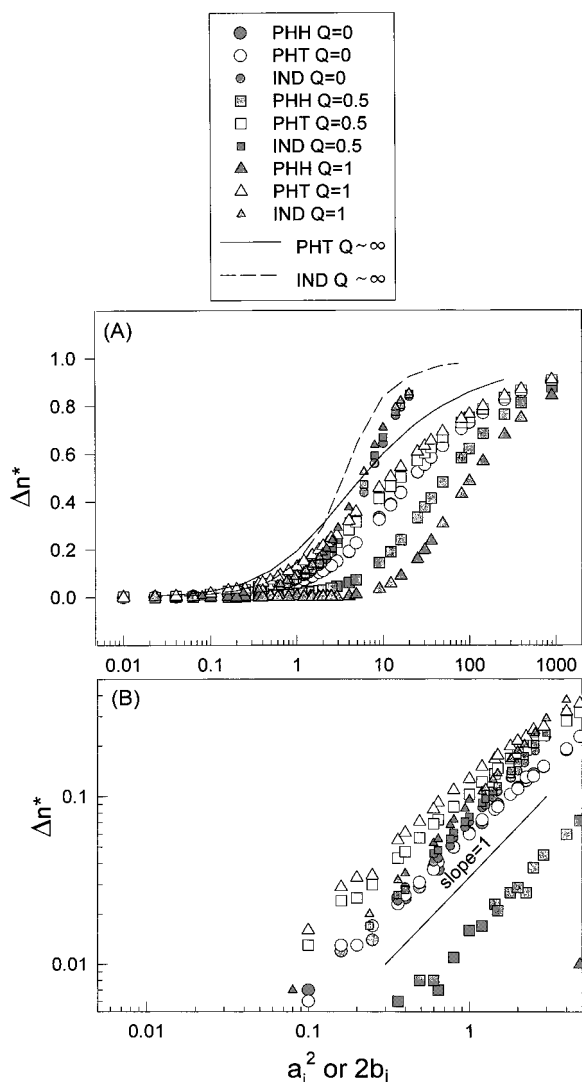 PHH Q=0
PHT Q=0
IND Q=0
PHH Q=0.5
PHT Q=0.5
IND Q=0.5
PHH Q=1
PHT Q=1
IND Q=1
PHT Q ~ ∞
IND Q ~ ∞
(A)
1.0
0.8
0.6
0.4
0.2
0.0
Δn*
0.01 0.1 1 10 100 1000
(B)
0.1
0.01
Δn*
slope=1
0.01 0.1 1
a_i^2 or 2b_i